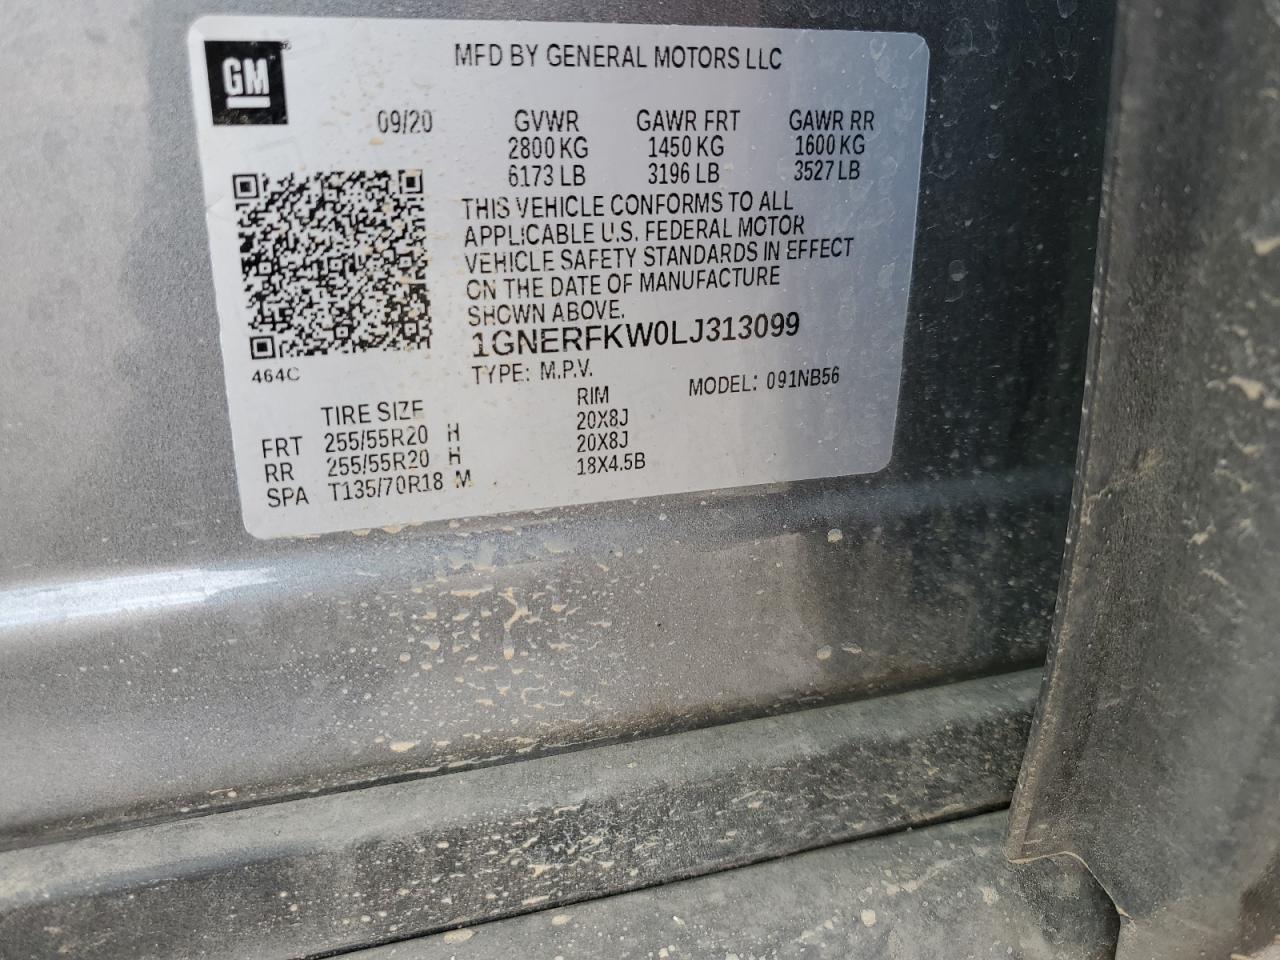 GM
MFD BY GENERAL MOTORS LLC
09/20 GVWR GAWR FRT GAWR RR
2800 KG 1450 KG 1600 KG
6173 LB 3196 LB 3527 LB
THIS VEHICLE CONFORMS TO ALL
APPLICABLE U.S. FEDERAL MOTOR
VEHICLE SAFETY STANDARDS IN EFFECT
ON THE DATE OF MANUFACTURE
SHOWN ABOVE.
1GNERFKW0LJ313099
464C
TYPE: M.P.V. MODEL: 091NB56
TIRE SIZE RIM
FRT 255/55R20 H 20X8J
RR 255/55R20 H 20X8J
SPA T135/70R18 M 18X4.5B